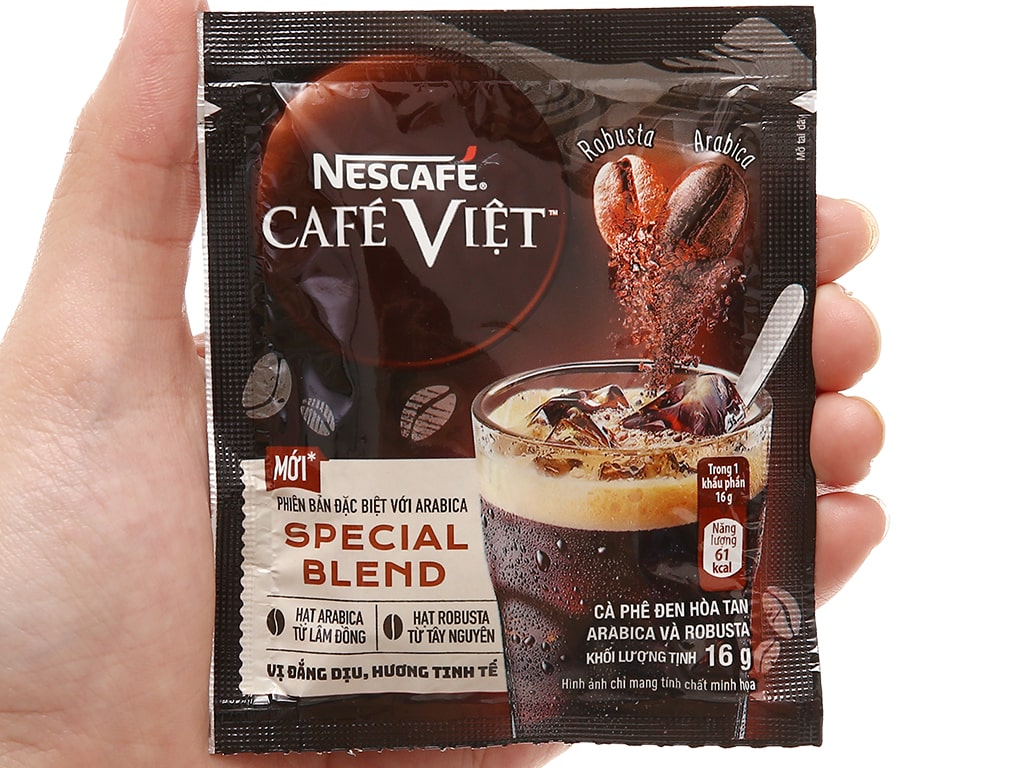 Robusta Arabica
Mở tại đây
NESCAFÉ®
CAFÉ VIỆT™
MỚI*
PHIÊN BẢN ĐẶC BIỆT VỚI ARABICA
SPECIAL
BLEND
HẠT ARABICA
TỪ LÂM ĐỒNG
HẠT ROBUSTA
TỪ TÂY NGUYÊN
VỊ ĐẮNG DỊU, HƯƠNG TINH TẾ
Trong 1
khẩu phần
16 g
Năng
lượng
61
kcal
CÀ PHÊ ĐEN HÒA TAN
ARABICA VÀ ROBUSTA
KHỐI LƯỢNG TỊNH 16 g
Hình ảnh chỉ mang tính chất minh họa